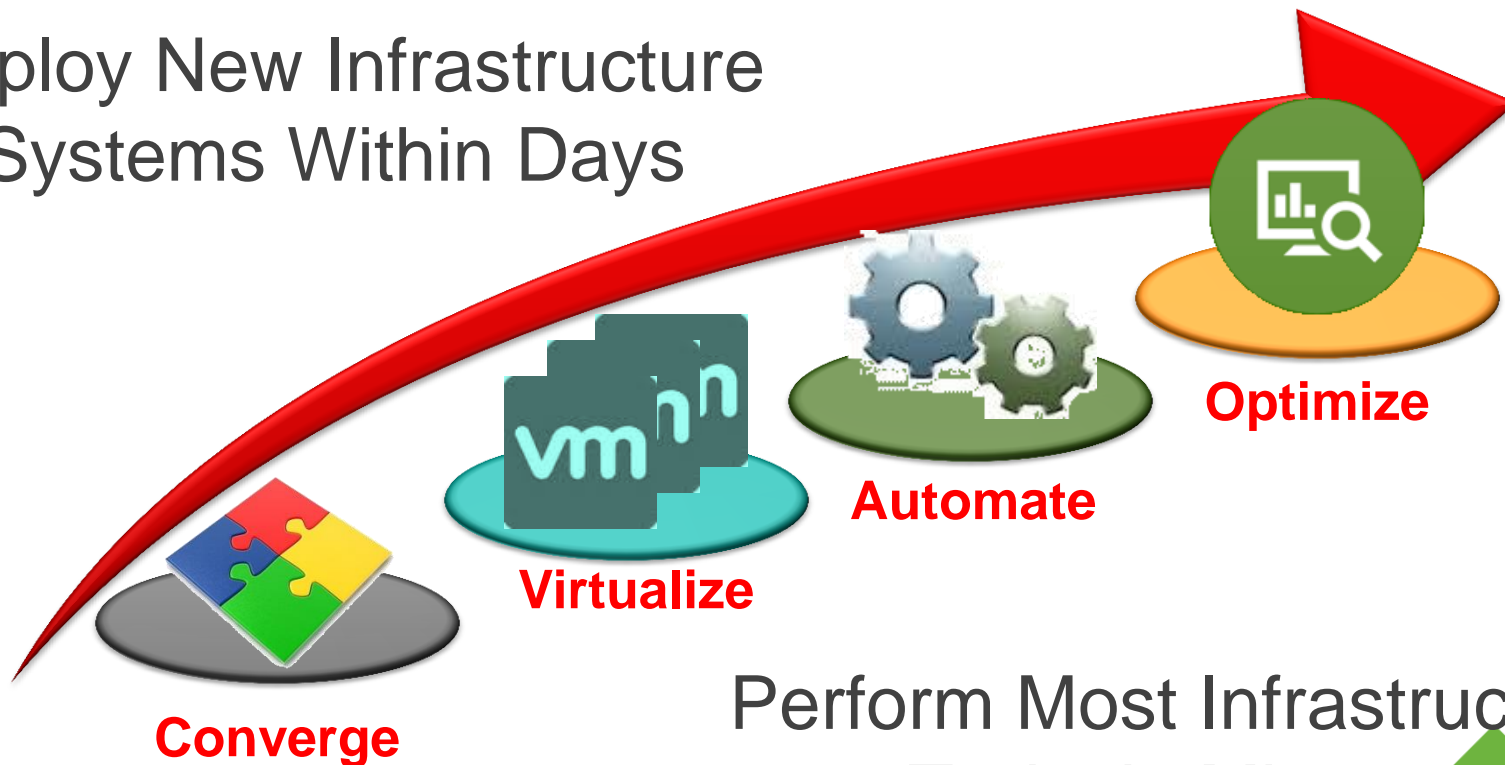 ploy New Infrastructure
Systems Within Days
Optimize
n
n
vm
Automate
Virtualize
Converge
Perform Most Infrastruc